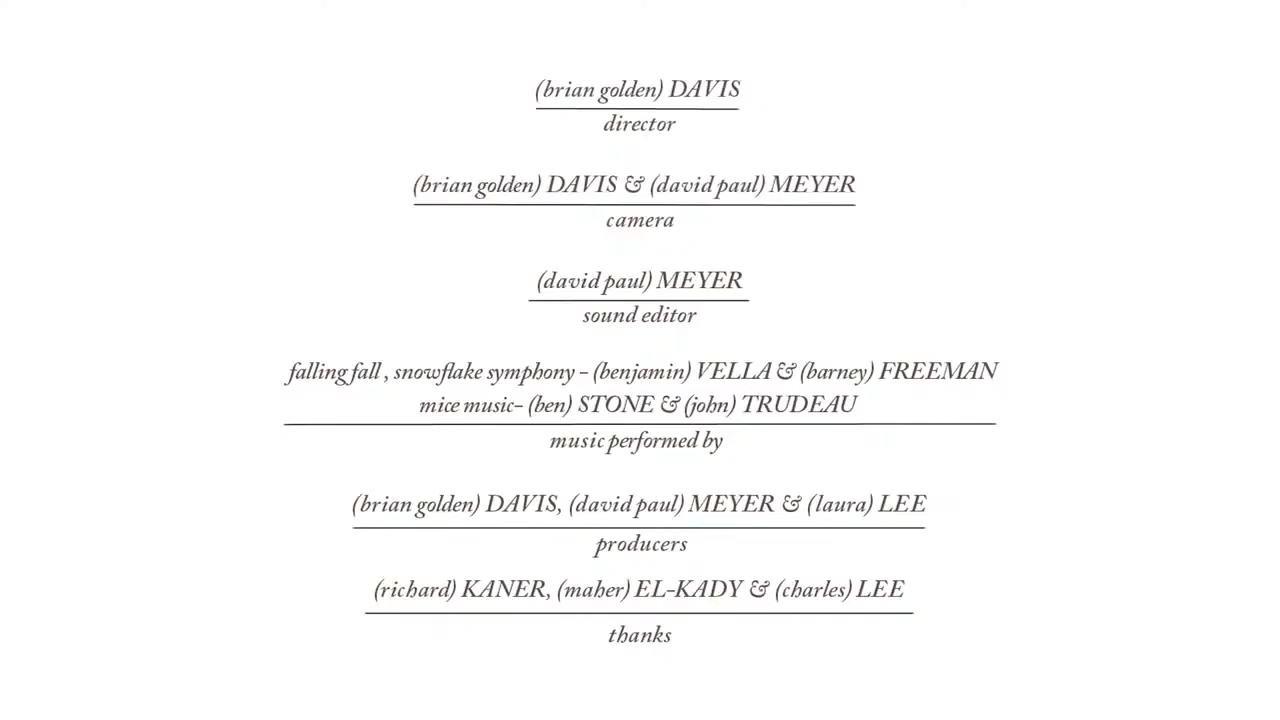 (brian golden) DAVIS
director
(brian golden) DAVIS & (david paul) MEYER
camera
(david paul) MEYER
sound editor
falling fall , snowflake symphony - (benjamin) VELLA & (barney) FREEMAN
mice music- (ben) STONE & (john) TRUDEAU
music performed by
(brian golden) DAVIS, (david paul) MEYER & (laura) LEE
producers
(richard) KANER, (maher) EL-KADY & (charles) LEE
thanks